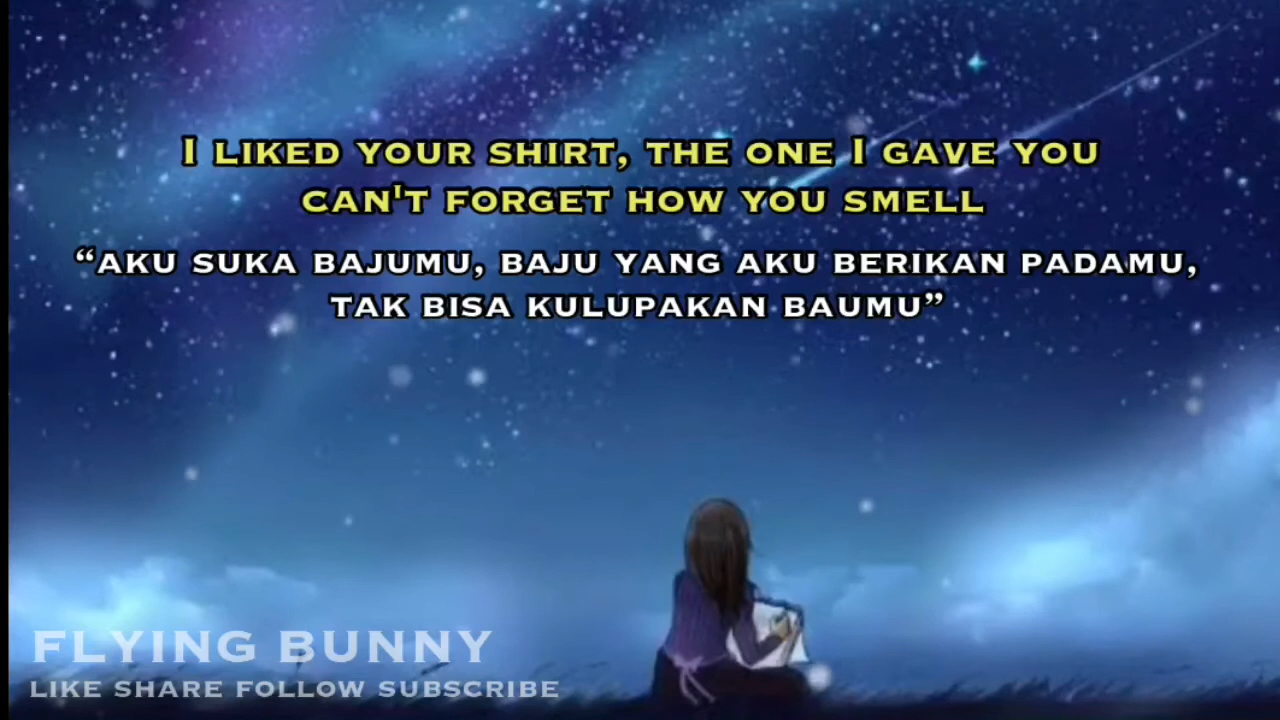 I LIKED YOUR SHIRT, THE ONE I GAVE YOU
CAN'T FORGET HOW YOU SMELL
“AKU SUKA BAJUMU, BAJU YANG AKU BERIKAN PADAMU,
TAK BISA KULUPAKAN BAUMU”
FLYING BUNNY
LIKE SHARE FOLLOW SUBSCRIBE